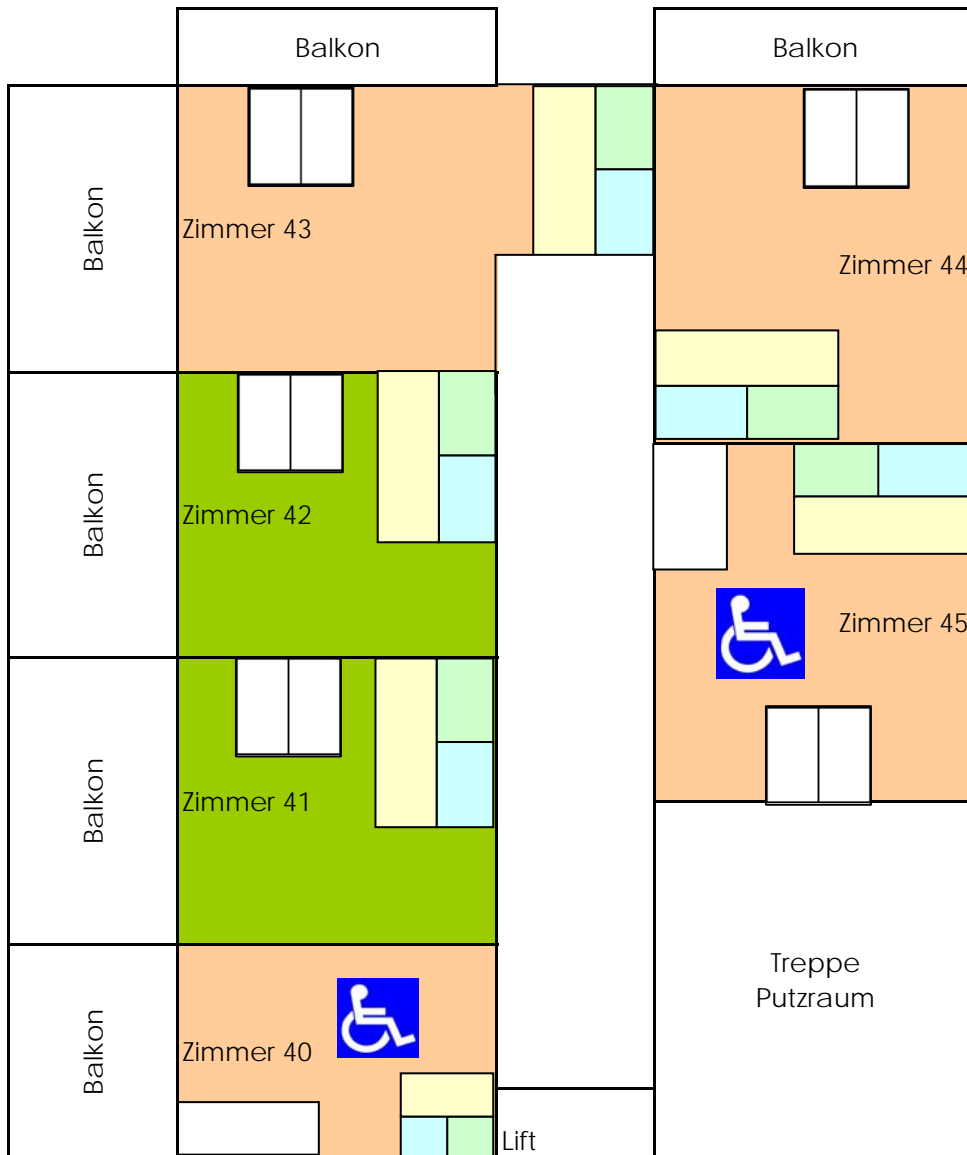 Balkon
Balkon
Balkon
Zimmer 43
Zimmer 44
Balkon
Zimmer 42
Zimmer 45
Balkon
Zimmer 41
Treppe
Putzraum
Balkon
Zimmer 40
Lift